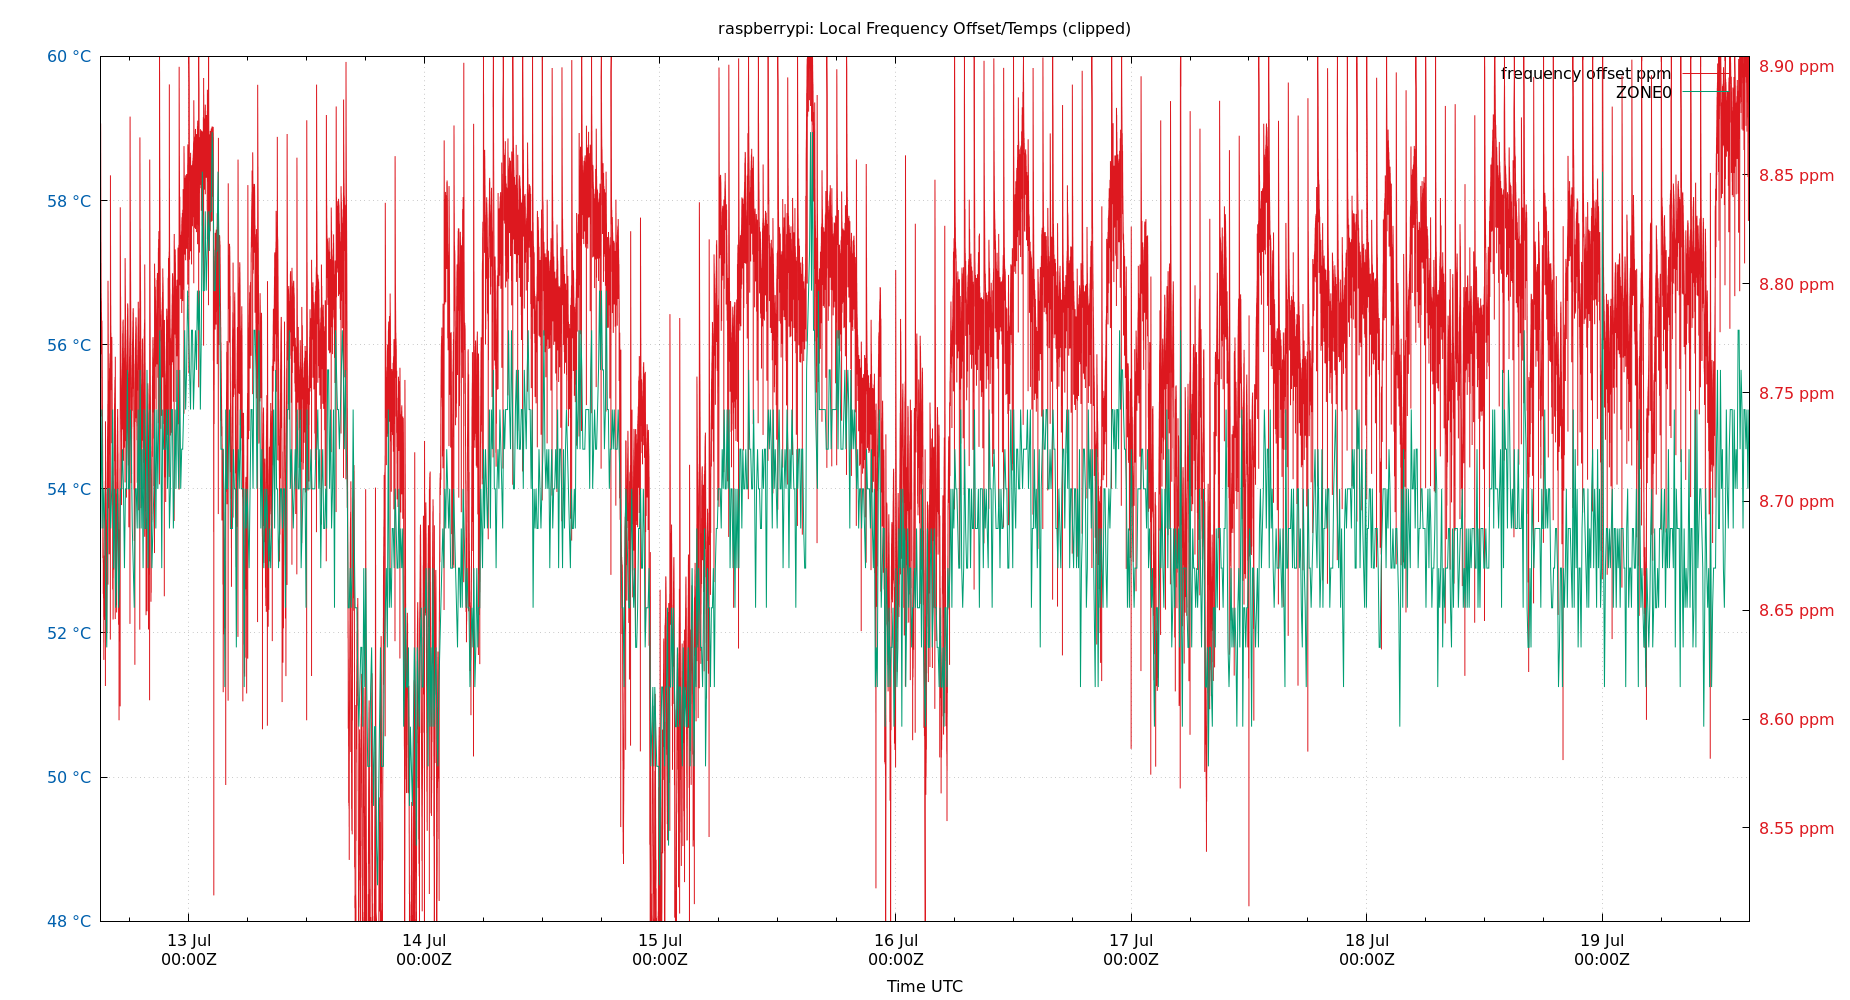 raspberrypi: Local Frequency Offset/Temps (clipped)
60 °C
58 °C
56 °C
54 °C
52 °C
50 °C
48 °C
frequency offset ppm
ZONE0
8.90 ppm
8.85 ppm
8.80 ppm
8.75 ppm
8.70 ppm
8.65 ppm
8.60 ppm
8.55 ppm
13 Jul 14 Jul 15 Jul 16 Jul 17 Jul 18 Jul 19 Jul
00:00Z 00:00Z 00:00Z 00:00Z 00:00Z 00:00Z 00:00Z
Time UTC